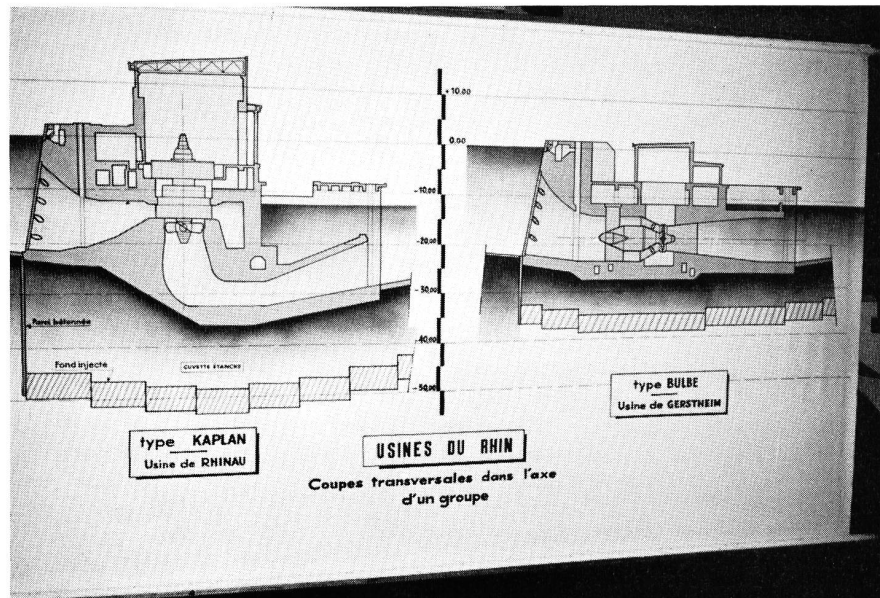 +10.00
0.00
-10.00
-20.00
-30.00
-40.00
-50.00
Paroi bétonnée
Fond injecté
CUVETTE ÉTANCHE
type KAPLAN
Usine de RHINAU
USINES DU RHIN
Coupes transversales dans l'axe
d'un groupe
type BULBE
Usine de GERSTHEIM